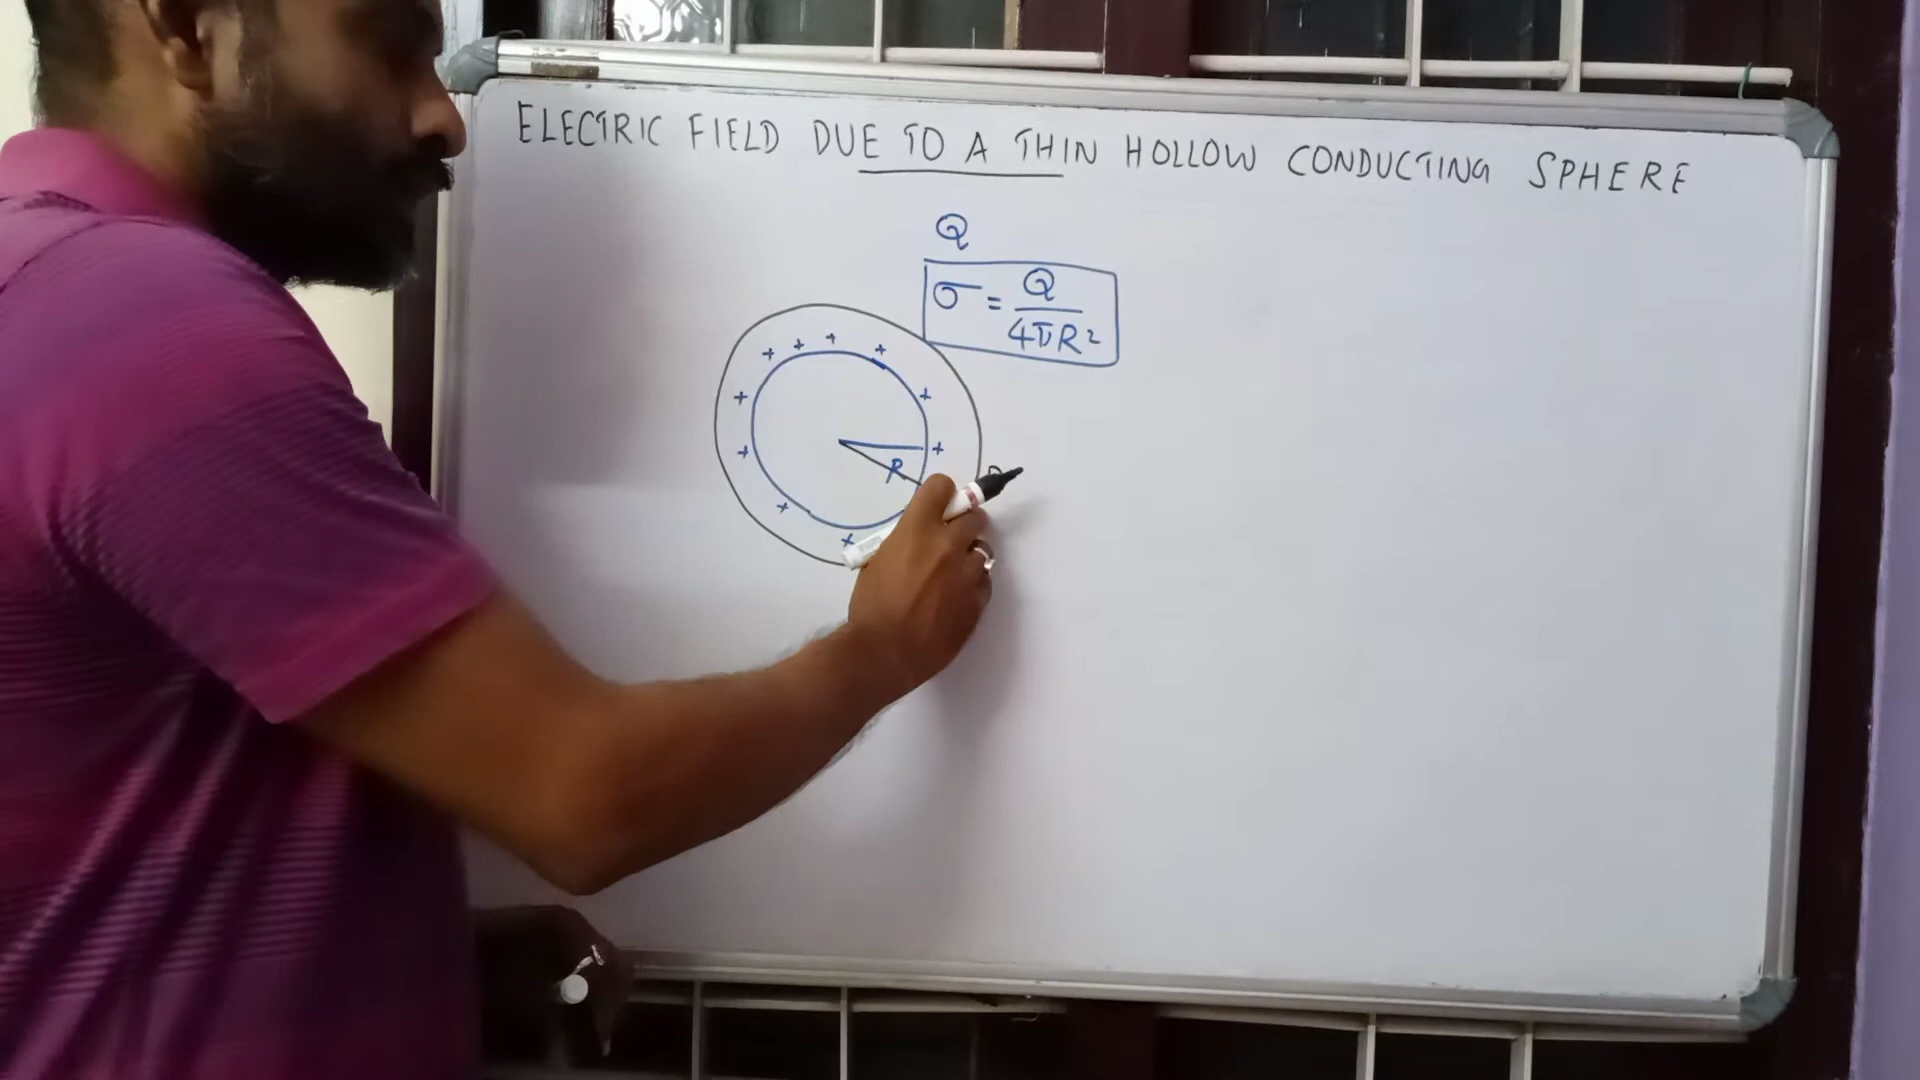 ELECTRIC FIELD DUE TO A THIN HOLLOW CONDUCTING SPHERE
Q
σ = Q / 4πR²
+ + + +
+ +
+ +
R
+
+